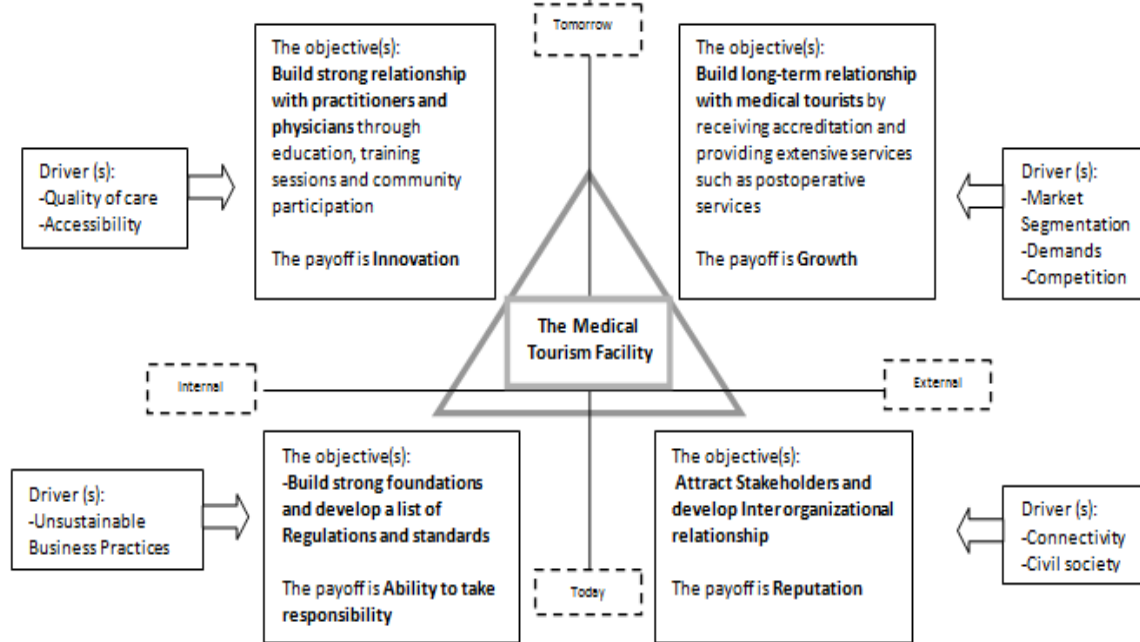 Tomorrow
The objective(s):
Build strong relationship
with practitioners and
physicians through
education, training
sessions and community
participation
The payoff is Innovation
The objective(s):
Build long-term relationship
with medical tourists by
receiving accreditation and
providing extensive services
such as postoperative
services
The payoff is Growth
Driver (s):
-Quality of care
-Accessibility
Driver (s):
-Market
Segmentation
-Demands
-Competition
The Medical
Tourism Facility
Internal
External
Driver (s):
-Unsustainable
Business Practices
The objective(s):
-Build strong foundations
and develop a list of
Regulations and standards
The payoff is Ability to take
responsibility
Today
The objective(s):
Attract Stakeholders and
develop Inter organizational
relationship
The payoff is Reputation
Driver (s):
-Connectivity
-Civil society